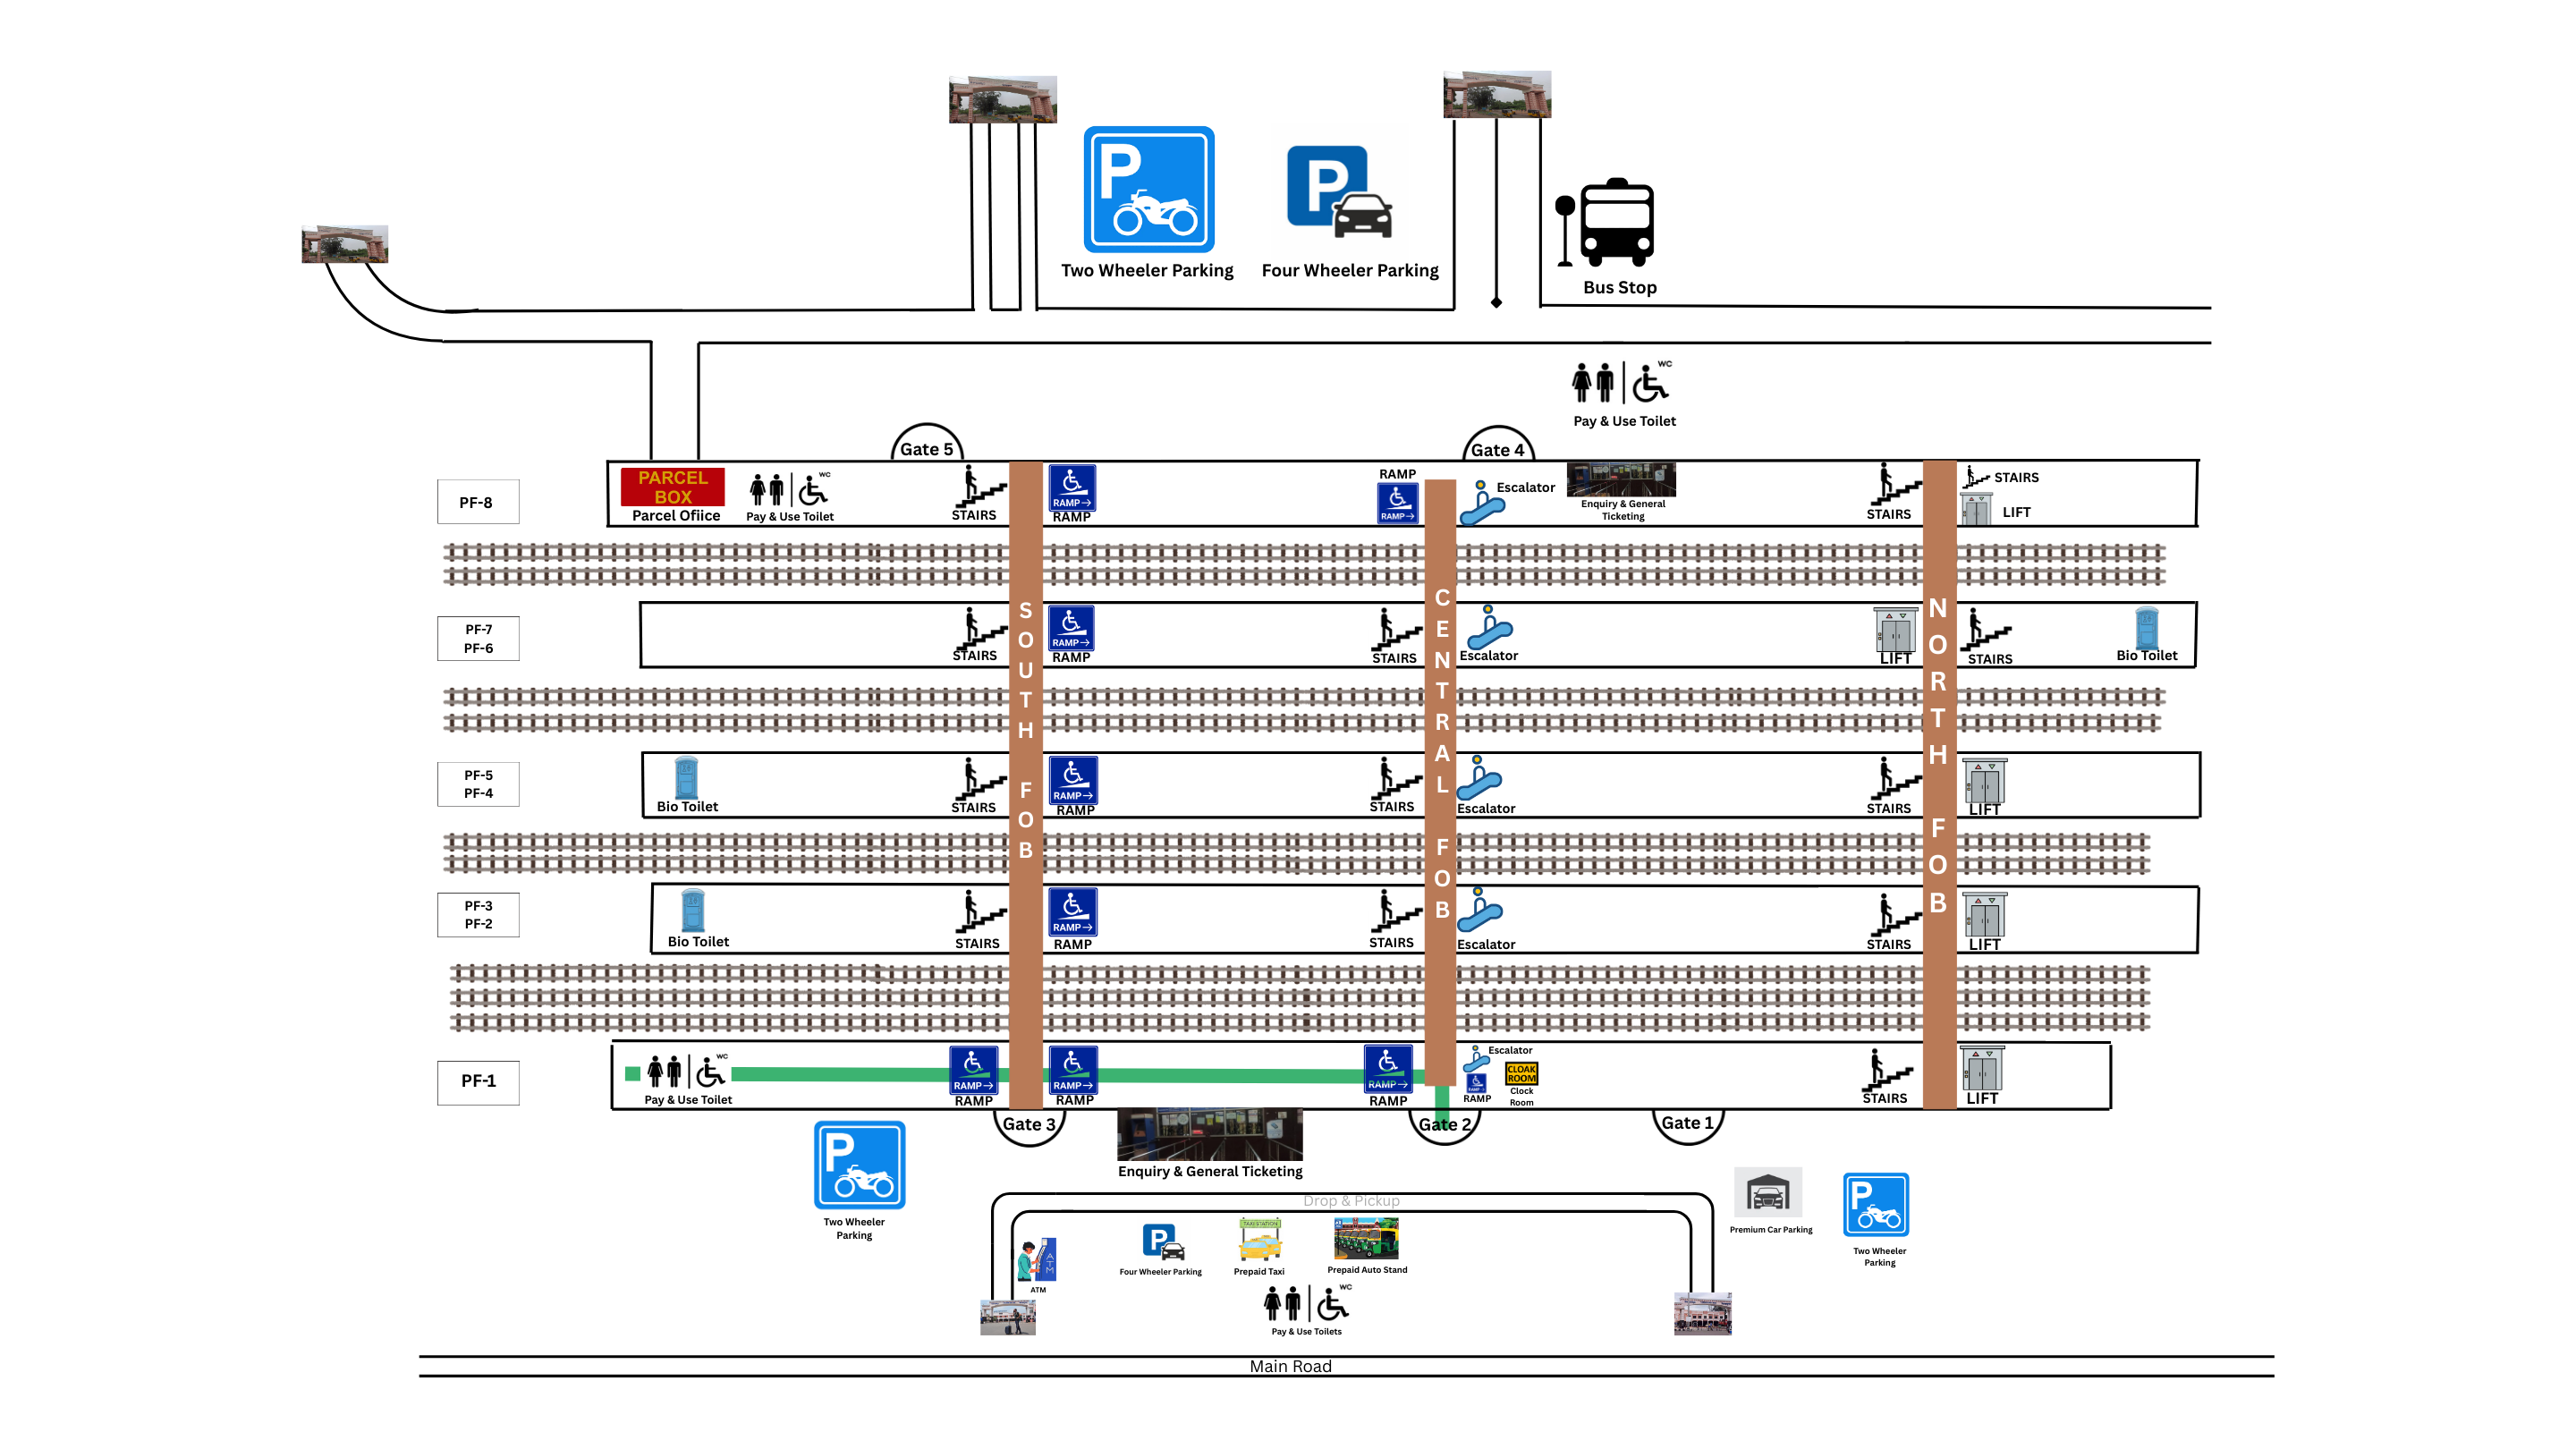 P
Two Wheeler Parking
P
Four Wheeler Parking
Bus Stop
WC
Pay & Use Toilet
Gate 5
Gate 4
PF-8
PARCEL
BOX
Parcel Ofiice
WC
Pay & Use Toilet
STAIRS
RAMP→
RAMP
RAMP
RAMP→
Escalator
Enquiry & General
Ticketing
STAIRS
STAIRS
LIFT
PF-7
PF-6
STAIRS
RAMP→
RAMP
STAIRS
Escalator
LIFT
STAIRS
Bio Toilet
SOUTH FOB
CENTRAL FOB
NORTH FOB
PF-5
PF-4
Bio Toilet
STAIRS
RAMP→
RAMP
STAIRS
Escalator
STAIRS
LIFT
PF-3
PF-2
Bio Toilet
STAIRS
RAMP→
RAMP
STAIRS
Escalator
STAIRS
LIFT
PF-1
WC
Pay & Use Toilet
RAMP→
RAMP
RAMP→
RAMP
RAMP→
RAMP
Escalator
RAMP
CLOAK
ROOM
Clock
Room
STAIRS
LIFT
Gate 3
Gate 2
Gate 1
P
Two Wheeler
Parking
Enquiry & General Ticketing
Drop & Pickup
ATM
ATM
P
Four Wheeler Parking
TAXI STATION
Prepaid Taxi
Prepaid Auto Stand
WC
Pay & Use Toilets
Premium Car Parking
P
Two Wheeler
Parking
Main Road